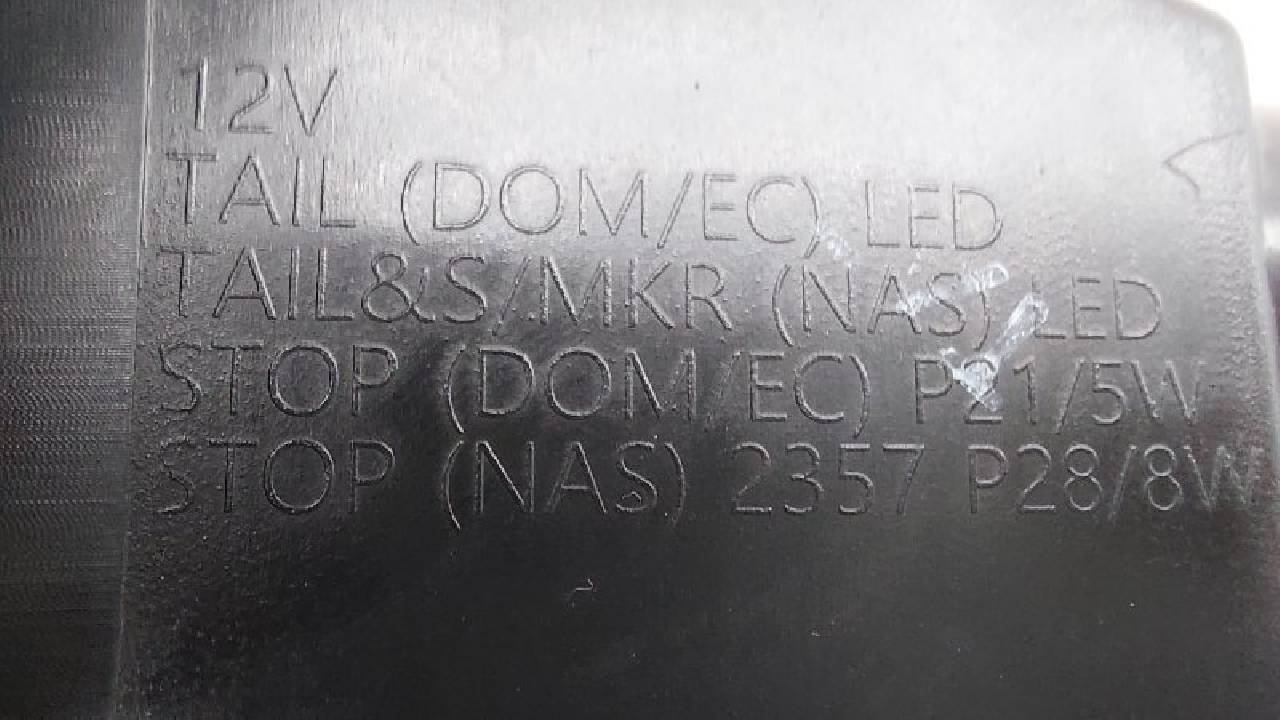 12V
TAIL (DOM/EC) LED
TAIL&S/MKR (NAS) LED
STOP (DOM/EC) P21/5W
STOP (NAS) 2357 P28/8W